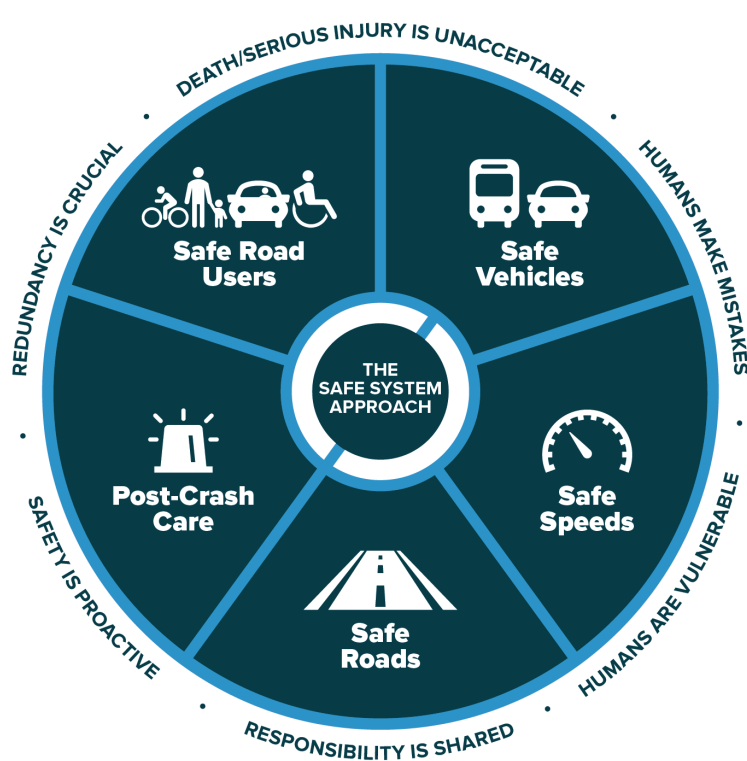 DEATH/SERIOUS INJURY IS UNACCEPTABLE
HUMANS MAKE MISTAKES
HUMANS ARE VULNERABLE
RESPONSIBILITY IS SHARED
SAFETY IS PROACTIVE
REDUNDANCY IS CRUCIAL
Safe Road
Users
Safe
Vehicles
Safe
Speeds
Safe
Roads
Post-Crash
Care
THE
SAFE SYSTEM
APPROACH